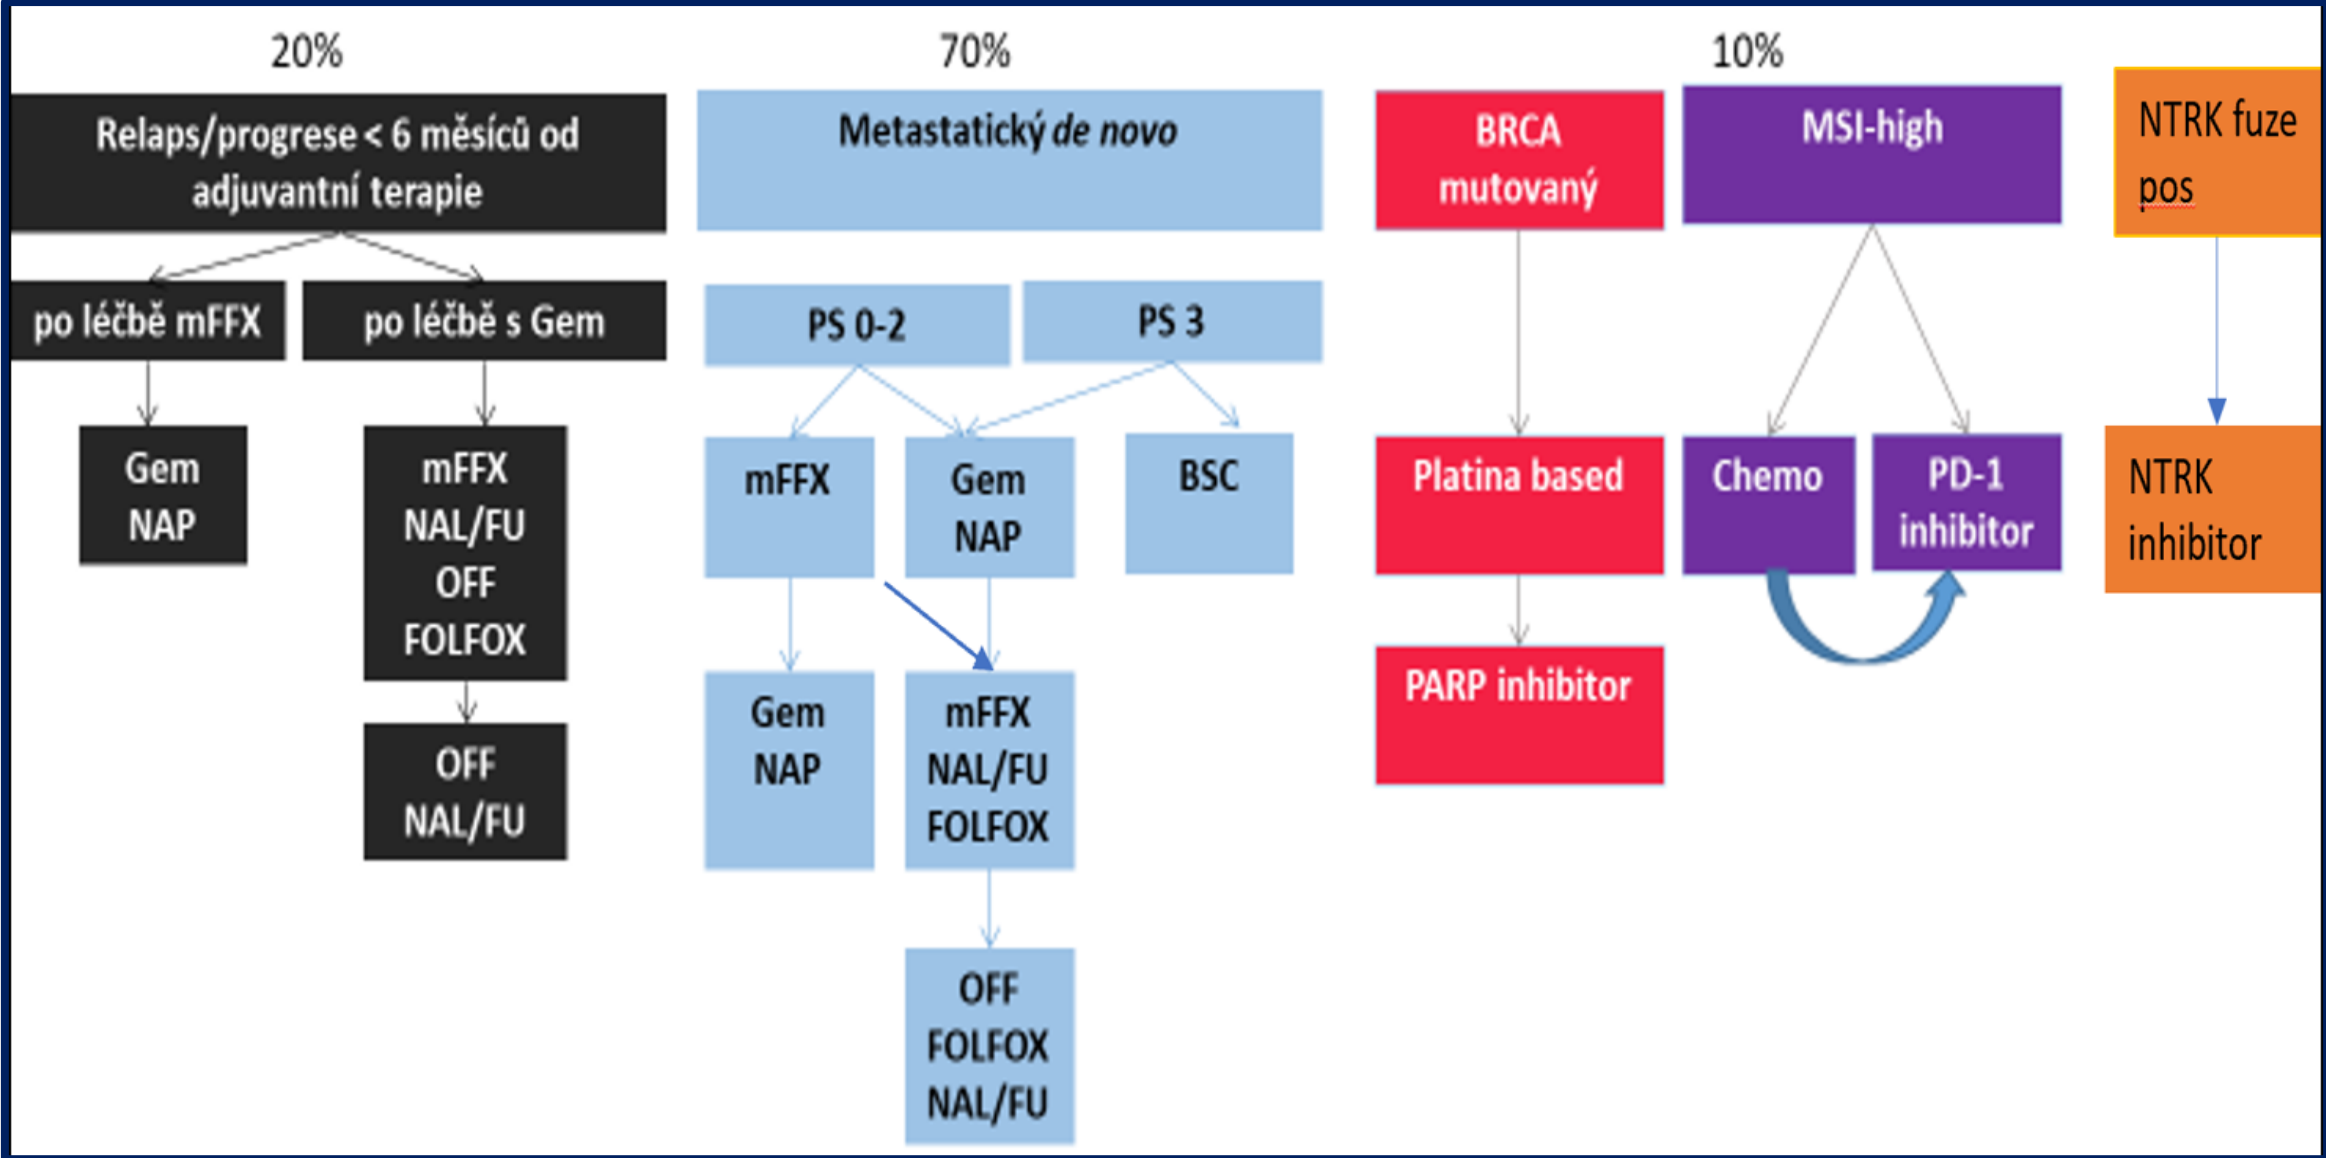 20%
70%
10%
Relaps/progrese < 6 měsíců od
adjuvantní terapie
po léčbě mFFX
po léčbě s Gem
Gem
NAP
mFFX
NAL/FU
OFF
FOLFOX
OFF
NAL/FU
Metastatický de novo
PS 0-2
PS 3
mFFX
Gem
NAP
BSC
Gem
NAP
mFFX
NAL/FU
FOLFOX
OFF
FOLFOX
NAL/FU
BRCA
mutovaný
Platina based
PARP inhibitor
MSI-high
Chemo
PD-1
inhibitor
NTRK fuze
pos
NTRK
inhibitor